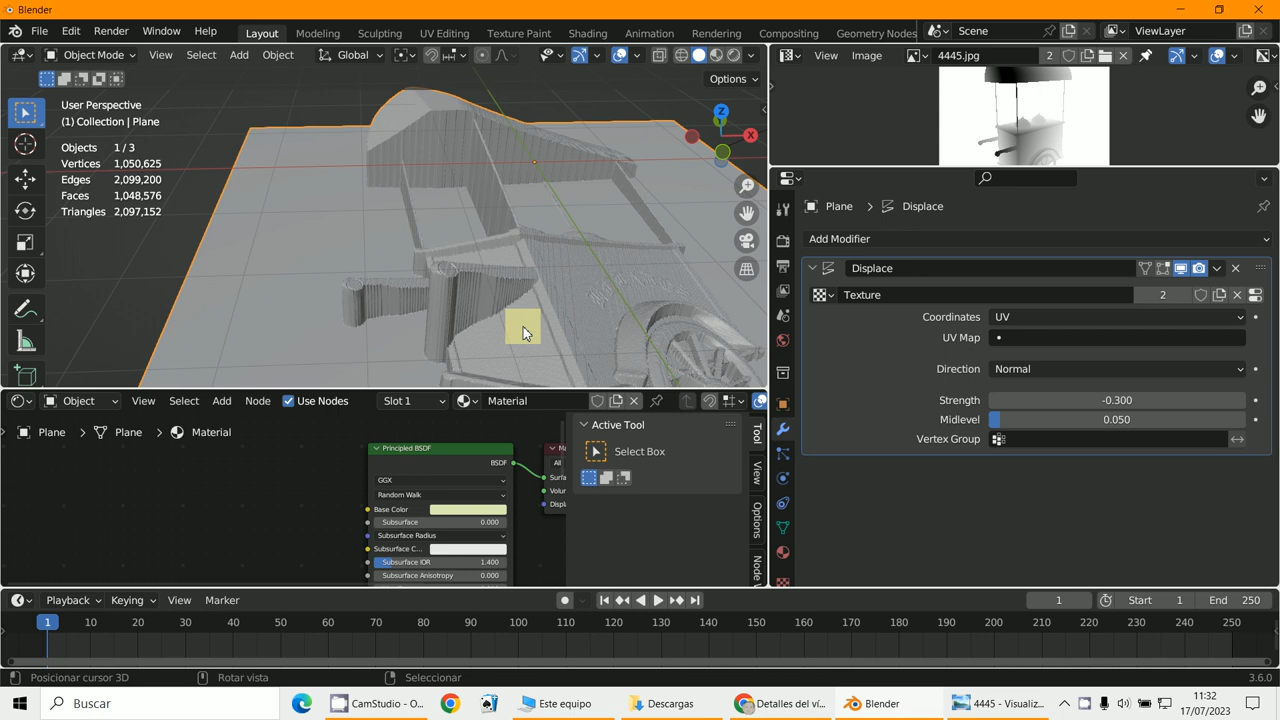 Blender
File Edit Render Window Help
Layout Modeling Sculpting UV Editing Texture Paint Shading Animation Rendering Compositing Geometry Nodes
Scene
ViewLayer
Object Mode View Select Add Object
Global
View Image 4445.jpg 2
Options
User Perspective
(1) Collection | Plane
Objects 1 / 3
Vertices 1,050,625
Edges 2,099,200
Faces 1,048,576
Triangles 2,097,152
Z
X
Plane > Displace
Add Modifier
Displace
Texture 2
Coordinates UV
UV Map
Direction Normal
Strength -0.300
Midlevel 0.050
Vertex Group
Object View Select Add Node Use Nodes Slot 1 Material
Plane > Plane > Material
Principled BSDF
BSDF
GGX
Random Walk
Base Color
Subsurface 0.000
Subsurface Radius
Subsurface C...
Subsurface IOR 1.400
Subsurface Anisotropy 0.000
All
Active Tool
Select Box
Tool
View
Options
Playback Keying View Marker
1 Start 1 End 250
1 10 20 30 40 50 60 70 80 90 100 110 120 130 140 150 160 170 180 190 200 210 220 230 240 250
Posicionar cursor 3D Rotar vista Seleccionar 3.6.0
Buscar
CamStudio - O... Este equipo Descargas Detalles del ví... Blender 4445 - Visualiz...
11:32
17/07/2023